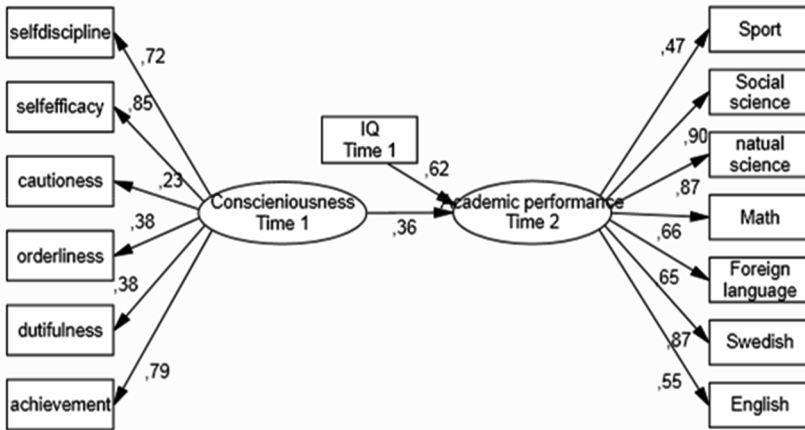 selfdiscipline
,72
selfefficacy
,85
cautioness
,23
orderliness
,38
dutifulness
,38
achievement
,79
Conscieniousness
Time 1
IQ
Time 1
,62
,36
Academic performance
Time 2
Sport
,47
Social
science
,90
natual
science
,87
Math
,66
Foreign
language
65
Swedish
,87
English
,55